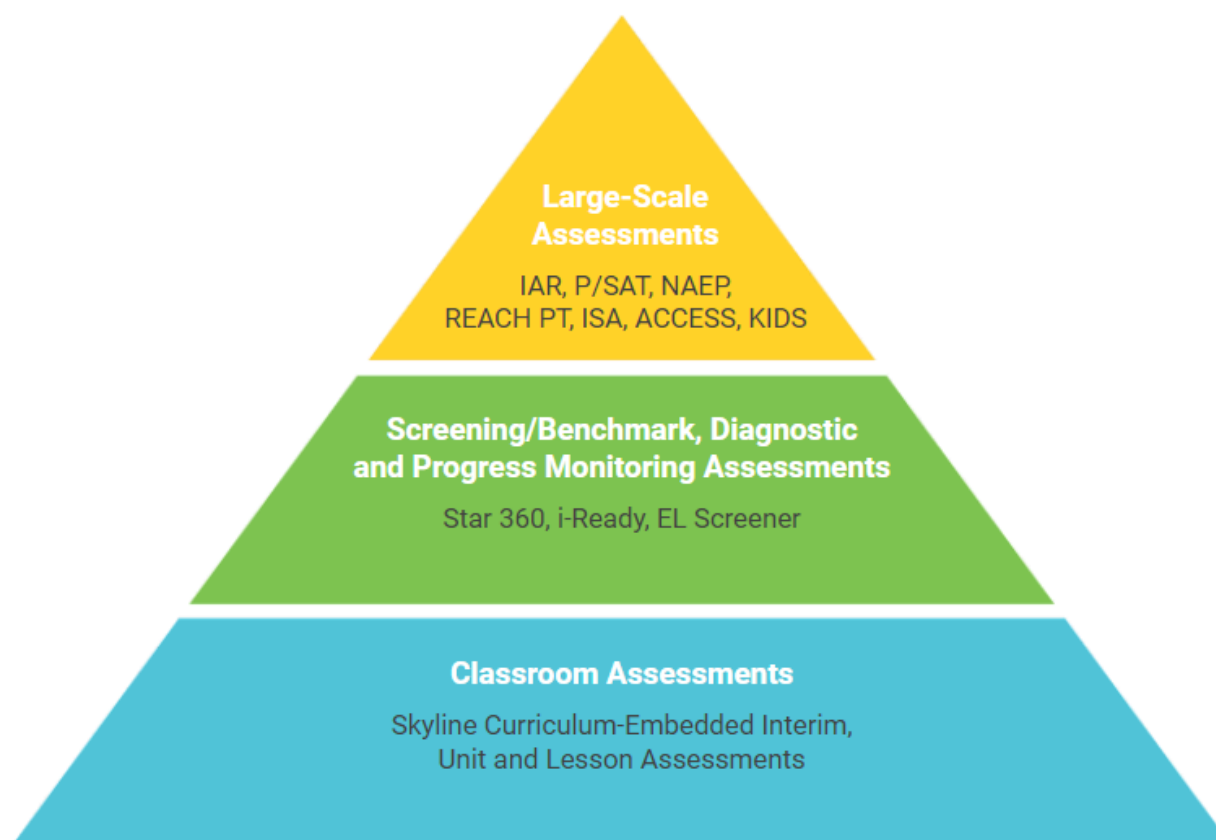 Large-Scale
Assessments
IAR, P/SAT, NAEP,
REACH PT, ISA, ACCESS, KIDS
Screening/Benchmark, Diagnostic
and Progress Monitoring Assessments
Star 360, i-Ready, EL Screener
Classroom Assessments
Skyline Curriculum-Embedded Interim,
Unit and Lesson Assessments